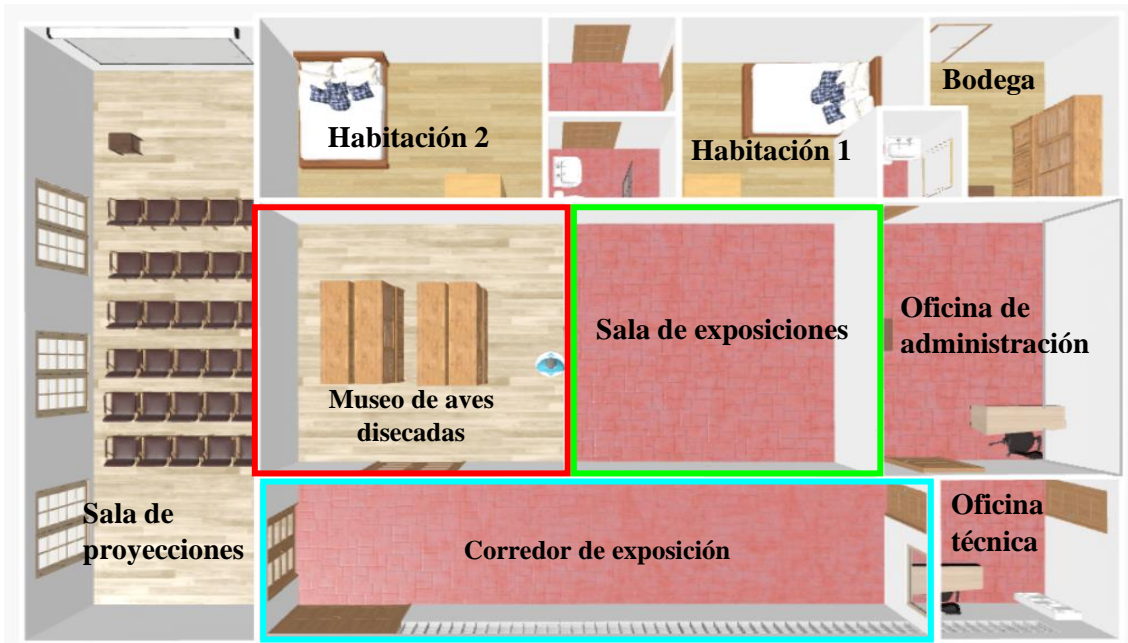 Bodega
Habitación 2
Habitación 1
Sala de exposiciones
Oficina de
administración
Museo de aves
disecadas
Sala de
proyecciones
Corredor de exposición
Oficina
técnica